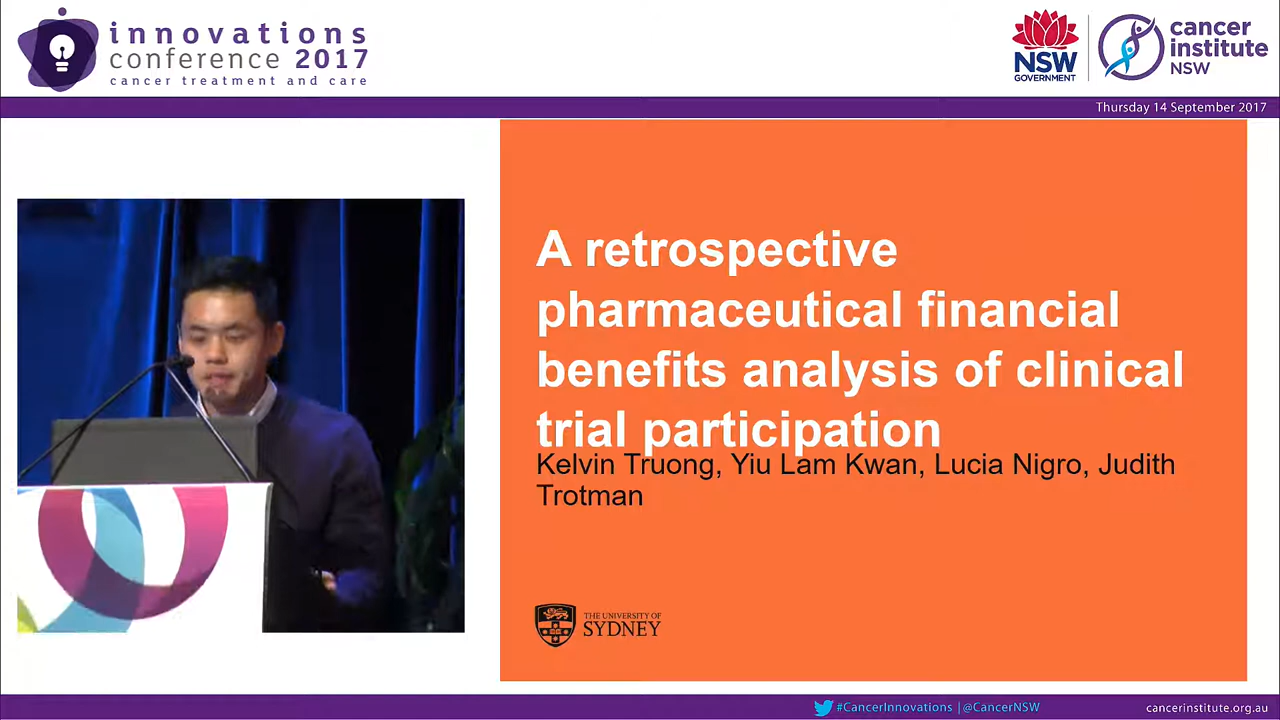 innovations
conference 2017
cancer treatment and care
NSW
GOVERNMENT
cancer
institute
NSW
Thursday 14 September 2017
A retrospective
pharmaceutical financial
benefits analysis of clinical
trial participation
Kelvin Truong, Yiu Lam Kwan, Lucia Nigro, Judith
Trotman
THE UNIVERSITY OF
SYDNEY
#CancerInnovations | @CancerNSW
cancerinstitute.org.au